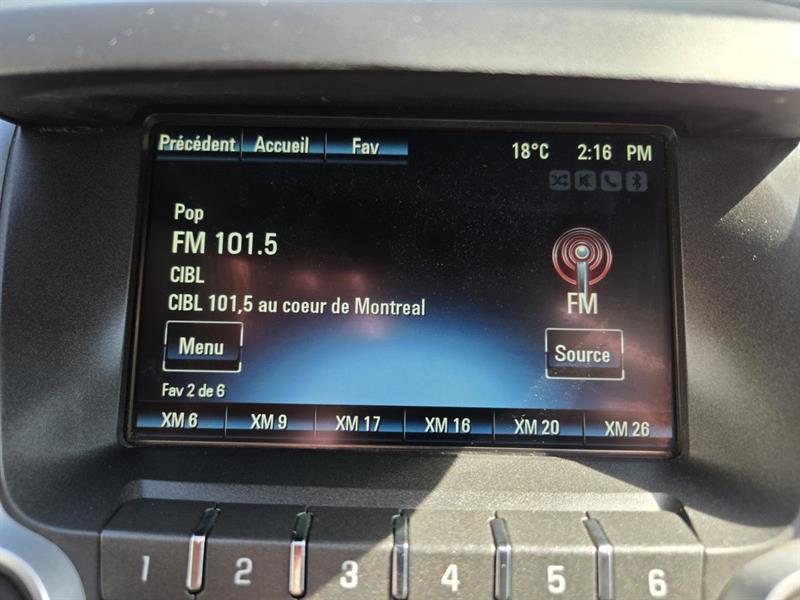 Précédent Accueil Fav 18°C 2:16 PM
Pop
FM 101.5
CIBL
CIBL 101,5 au coeur de Montreal
FM
Menu Source
Fav 2 de 6
XM 6 XM 9 XM 17 XM 16 XM 20 XM 26
1 2 3 4 5 6